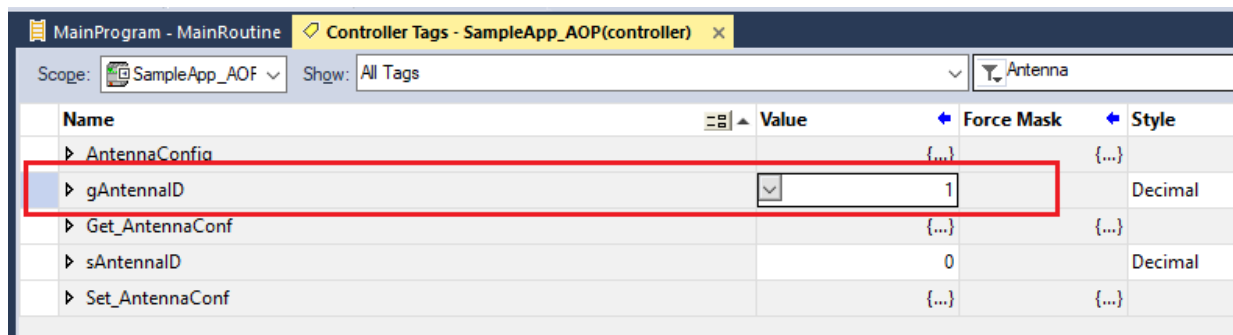 MainProgram - MainRoutine Controller Tags - SampleApp_AOP(controller) ×
Scope: SampleApp_AOF Show: All Tags Antenna
Name Value Force Mask Style
AntennaConfig {...} {...}
gAntennaID 1 Decimal
Get_AntennaConf {...} {...}
sAntennaID 0 Decimal
Set_AntennaConf {...} {...}